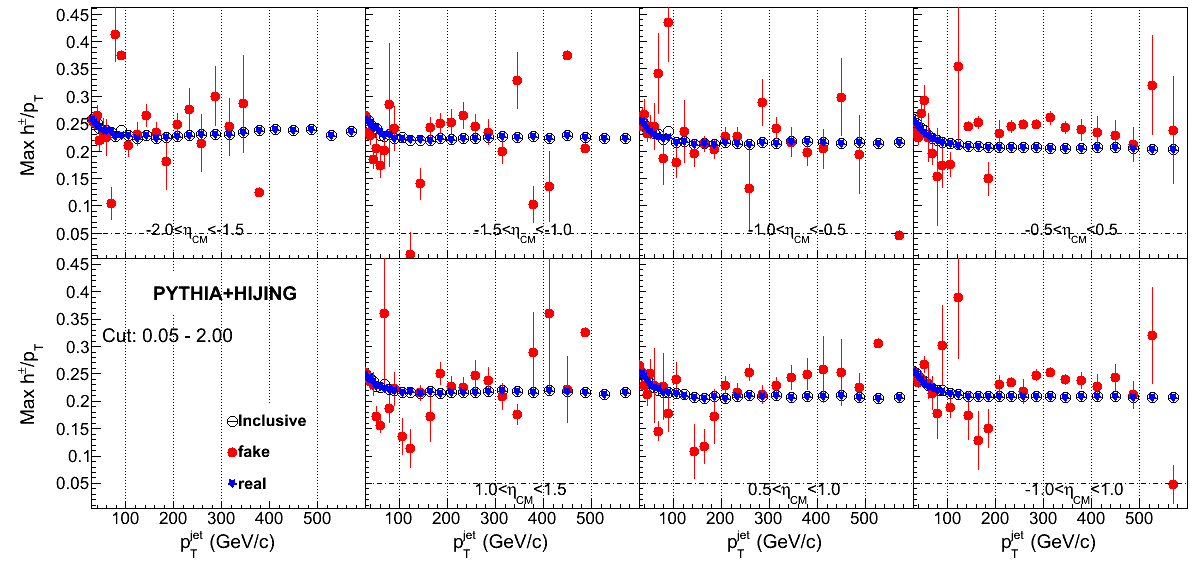 Max h±/pT
0.45
0.4
0.35
0.3
0.25
0.2
0.15
0.1
0.05
-2.0<ηCM<-1.5
-1.5<ηCM<-1.0
-1.0<ηCM<-0.5
-0.5<ηCM<0.5
Max h±/pT
0.45
0.4
0.35
0.3
0.25
0.2
0.15
0.1
0.05
PYTHIA+HIJING
Cut: 0.05 - 2.00
Inclusive
fake
real
1.0<ηCM<1.5
0.5<ηCM<1.0
-1.0<ηCM<1.0
100 200 300 400 500
100 200 300 400 500
100 200 300 400 500
100 200 300 400 500
pTjet (GeV/c)
pTjet (GeV/c)
pTjet (GeV/c)
pTjet (GeV/c)